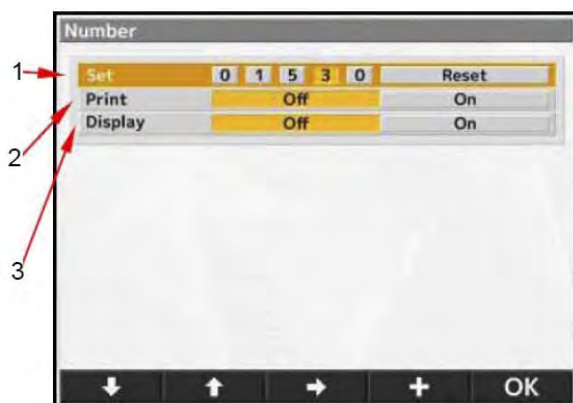 Number
1 Set 0 1 5 3 0 Reset
2 Print Off On
3 Display Off On
OK